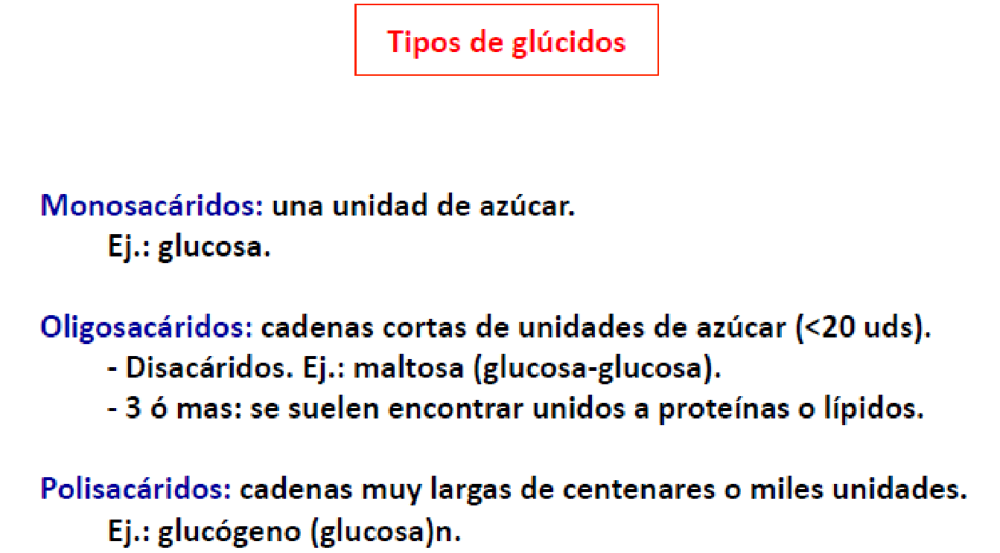 Tipos de glúcidos
Monosacáridos: una unidad de azúcar.
Ej.: glucosa.
Oligosacáridos: cadenas cortas de unidades de azúcar (<20 uds).
- Disacáridos. Ej.: maltosa (glucosa-glucosa).
- 3 ó mas: se suelen encontrar unidos a proteínas o lípidos.
Polisacáridos: cadenas muy largas de centenares o miles unidades.
Ej.: glucógeno (glucosa)n.